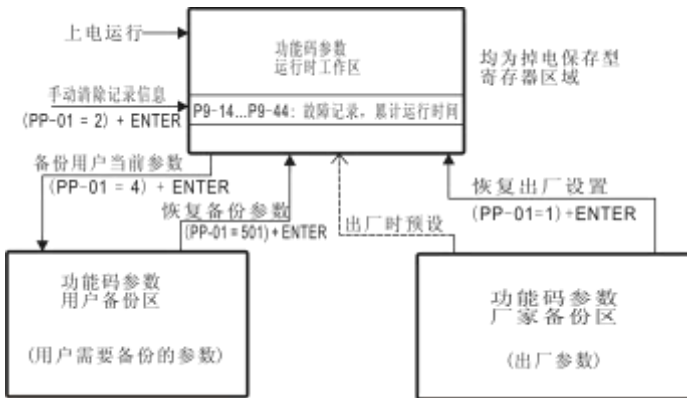 上电运行
功能码参数
运行时工作区
均为掉电保存型
寄存器区域
手动清除记录信息
(PP-01 = 2) + ENTER
P9-14...P9-44: 故障记录，累计运行时间
备份用户当前参数
(PP-01 = 4) + ENTER
恢复备份参数
(PP-01=501)+ENTER
出厂时预设
恢复出厂设置
(PP-01=1)+ENTER
功能码参数
用户备份区
(用户需要备份的参数)
功能码参数
厂家备份区
(出厂参数)